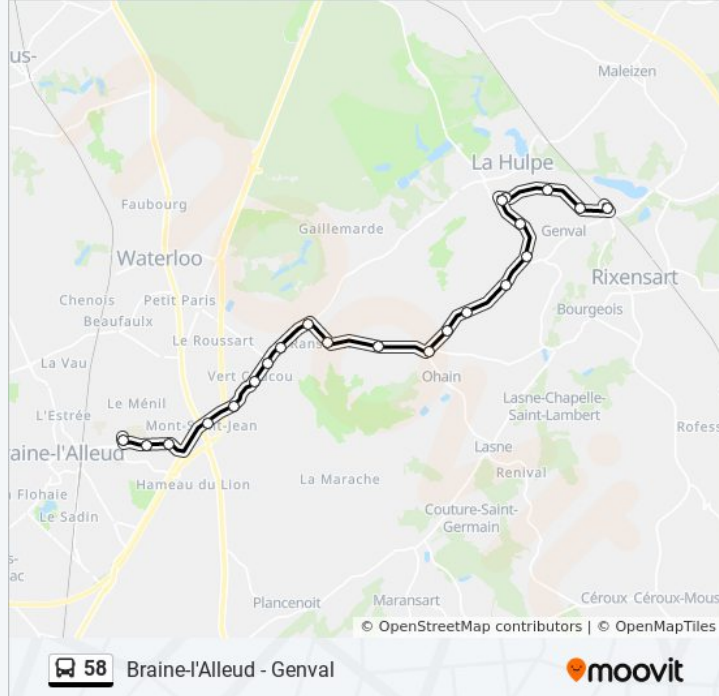 us-
Maleizen
La Hulpe
Faubourg
Gaillemarde
Genval
Waterloo
Rixensart
Chenois
Petit Paris
Bourgeois
Beaufaulx
Le Roussart
Rans
La Vau
Vert Coucou
Ohain
Le Ménil
Lasne-Chapelle-
Saint-Lambert
L'Estrée
Mont-Saint-Jean
Rofess
aine-l'Alleud
Lasne
Hameau du Lion
La Marache
Renival
Flohaie
Couture-Saint-
Germain
Le Sadin
s-
ac
Plancenoit
Maransart
Céroux
Céroux-Mous
© OpenStreetMap contributors | © OpenMapTiles
58 Braine-l'Alleud - Genval
moovit